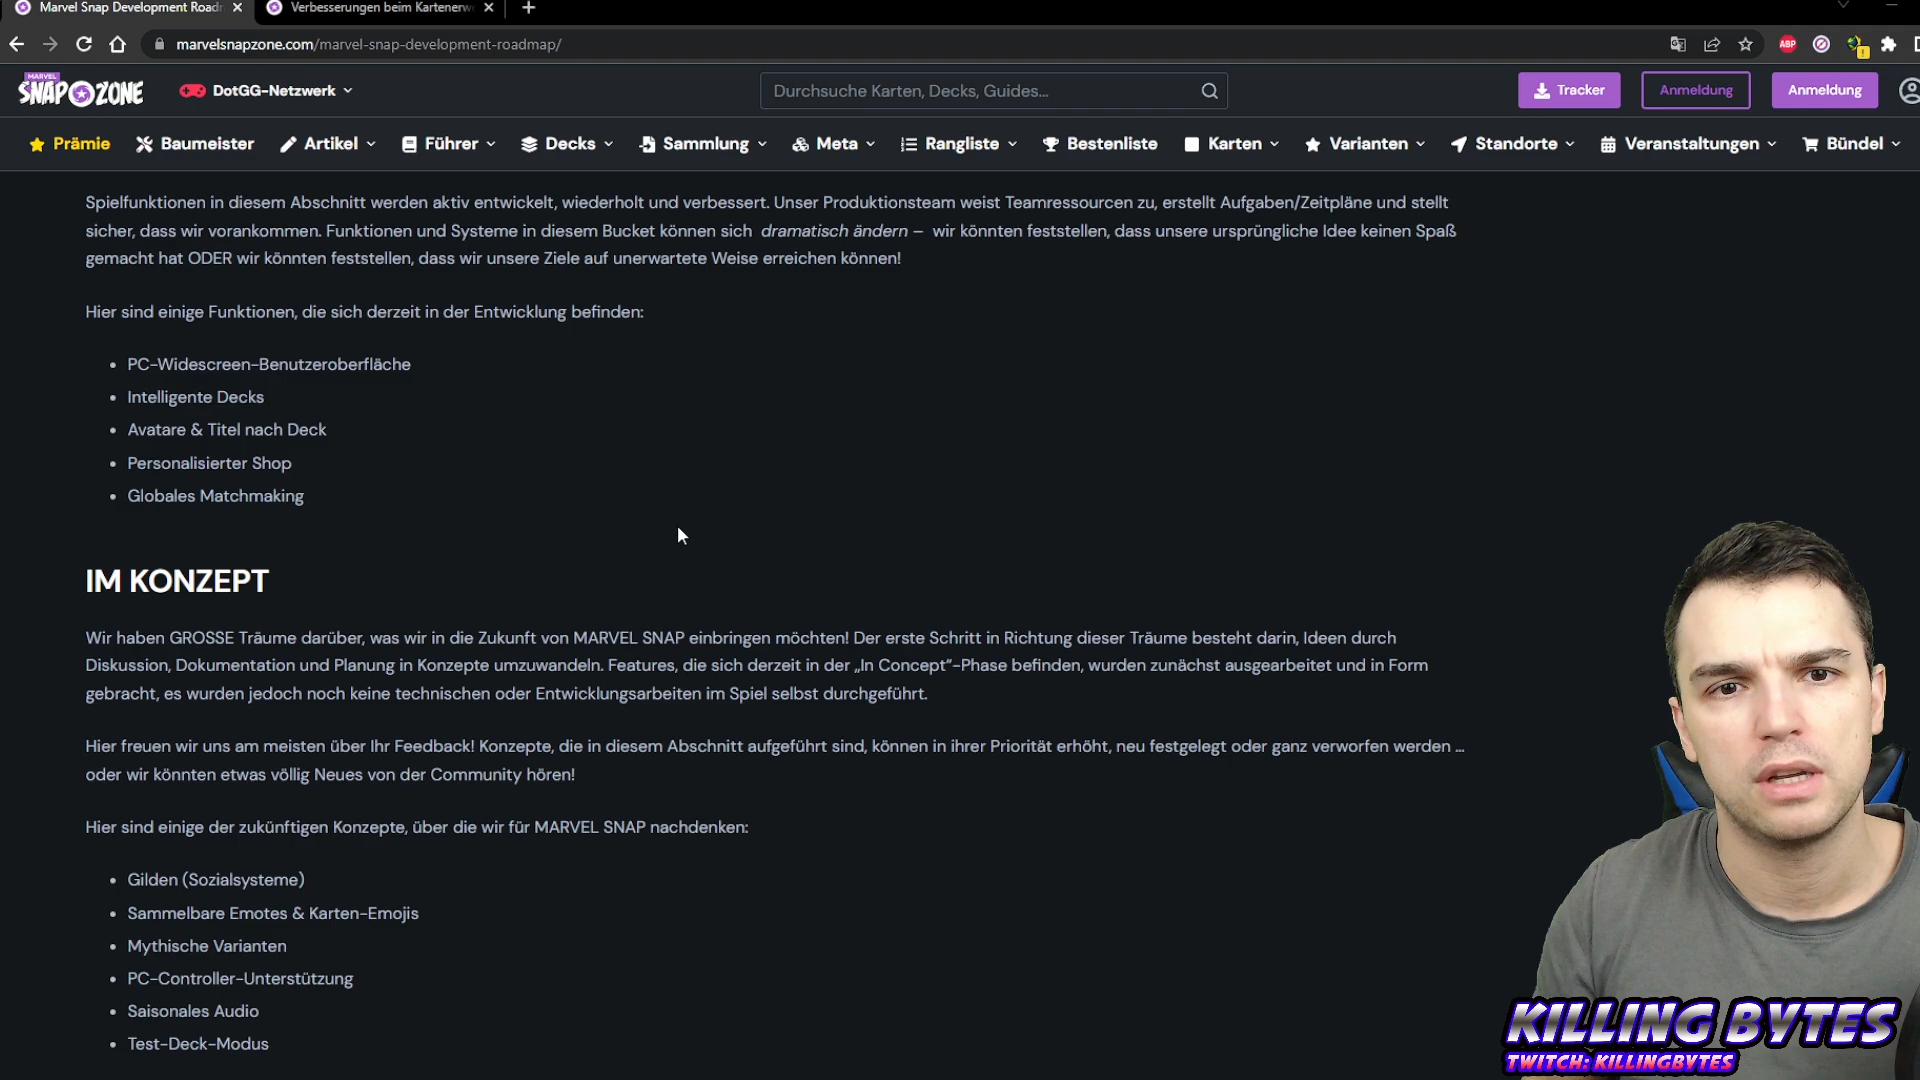 Marvel Snap Development Roadm
Verbesserungen beim Kartenerw
marvelsnapzone.com/marvel-snap-development-roadmap/
ABP
MARVEL
SNAP ZONE
DotGG-Netzwerk
Durchsuche Karten, Decks, Guides...
Tracker
Anmeldung
Anmeldung
Prämie
Baumeister
Artikel
Führer
Decks
Sammlung
Meta
Rangliste
Bestenliste
Karten
Varianten
Standorte
Veranstaltungen
Bündel
Spielfunktionen in diesem Abschnitt werden aktiv entwickelt, wiederholt und verbessert. Unser Produktionsteam weist Teamressourcen zu, erstellt Aufgaben/Zeitpläne und stellt
sicher, dass wir vorankommen. Funktionen und Systeme in diesem Bucket können sich dramatisch ändern – wir könnten feststellen, dass unsere ursprüngliche Idee keinen Spaß
gemacht hat ODER wir könnten feststellen, dass wir unsere Ziele auf unerwartete Weise erreichen können!
Hier sind einige Funktionen, die sich derzeit in der Entwicklung befinden:
• PC-Widescreen-Benutzeroberfläche
• Intelligente Decks
• Avatare & Titel nach Deck
• Personalisierter Shop
• Globales Matchmaking
IM KONZEPT
Wir haben GROSSE Träume darüber, was wir in die Zukunft von MARVEL SNAP einbringen möchten! Der erste Schritt in Richtung dieser Träume besteht darin, Ideen durch
Diskussion, Dokumentation und Planung in Konzepte umzuwandeln. Features, die sich derzeit in der „In Concept“-Phase befinden, wurden zunächst ausgearbeitet und in Form
gebracht, es wurden jedoch noch keine technischen oder Entwicklungsarbeiten im Spiel selbst durchgeführt.
Hier freuen wir uns am meisten über Ihr Feedback! Konzepte, die in diesem Abschnitt aufgeführt sind, können in ihrer Priorität erhöht, neu festgelegt oder ganz verworfen werden ...
oder wir könnten etwas völlig Neues von der Community hören!
Hier sind einige der zukünftigen Konzepte, über die wir für MARVEL SNAP nachdenken:
• Gilden (Sozialsysteme)
• Sammelbare Emotes & Karten-Emojis
• Mythische Varianten
• PC-Controller-Unterstützung
• Saisonales Audio
• Test-Deck-Modus
KILLING BYTES
TWITCH: KILLINGBYTES